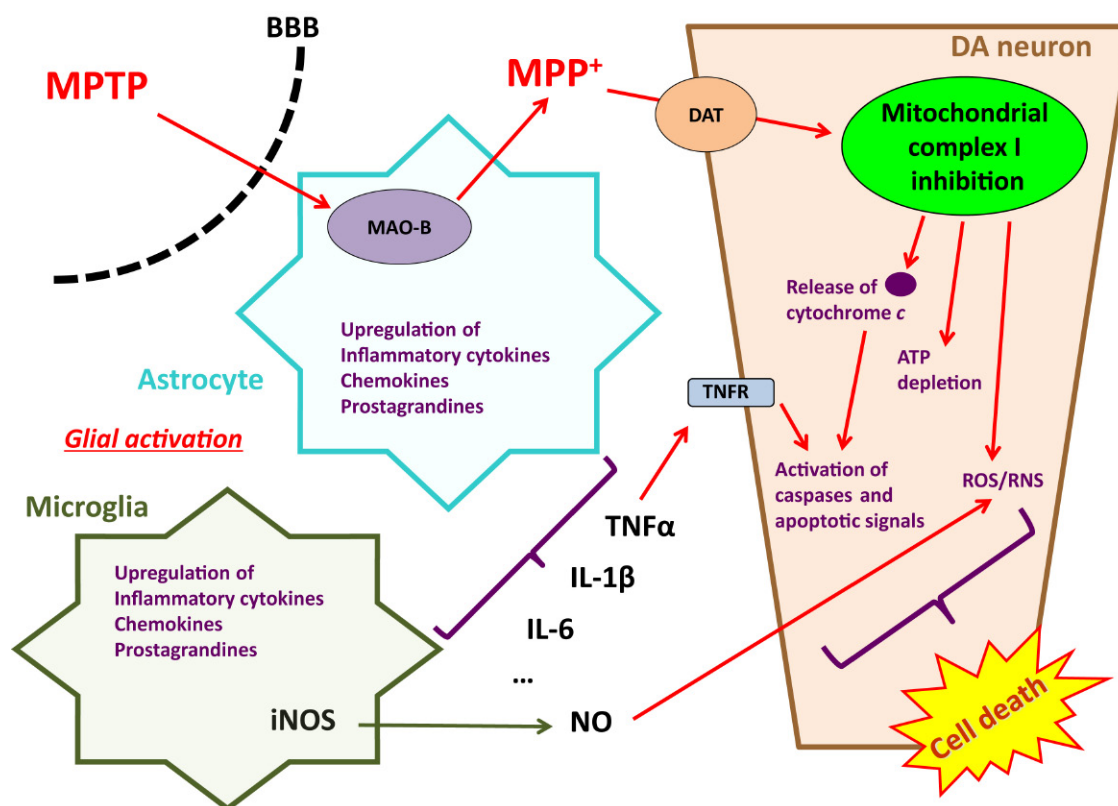 BBB
MPTP
MPP⁺
DA neuron
DAT
Mitochondrial
complex I
inhibition
MAO-B
Release of
cytochrome c
ATP
depletion
Upregulation of
Inflammatory cytokines
Chemokines
Prostagrandines
Astrocyte
TNFR
Glial activation
Activation of
caspases and
apoptotic signals
ROS/RNS
Microglia
TNFα
IL-1β
IL-6
...
Upregulation of
Inflammatory cytokines
Chemokines
Prostagrandines
iNOS
NO
Cell death